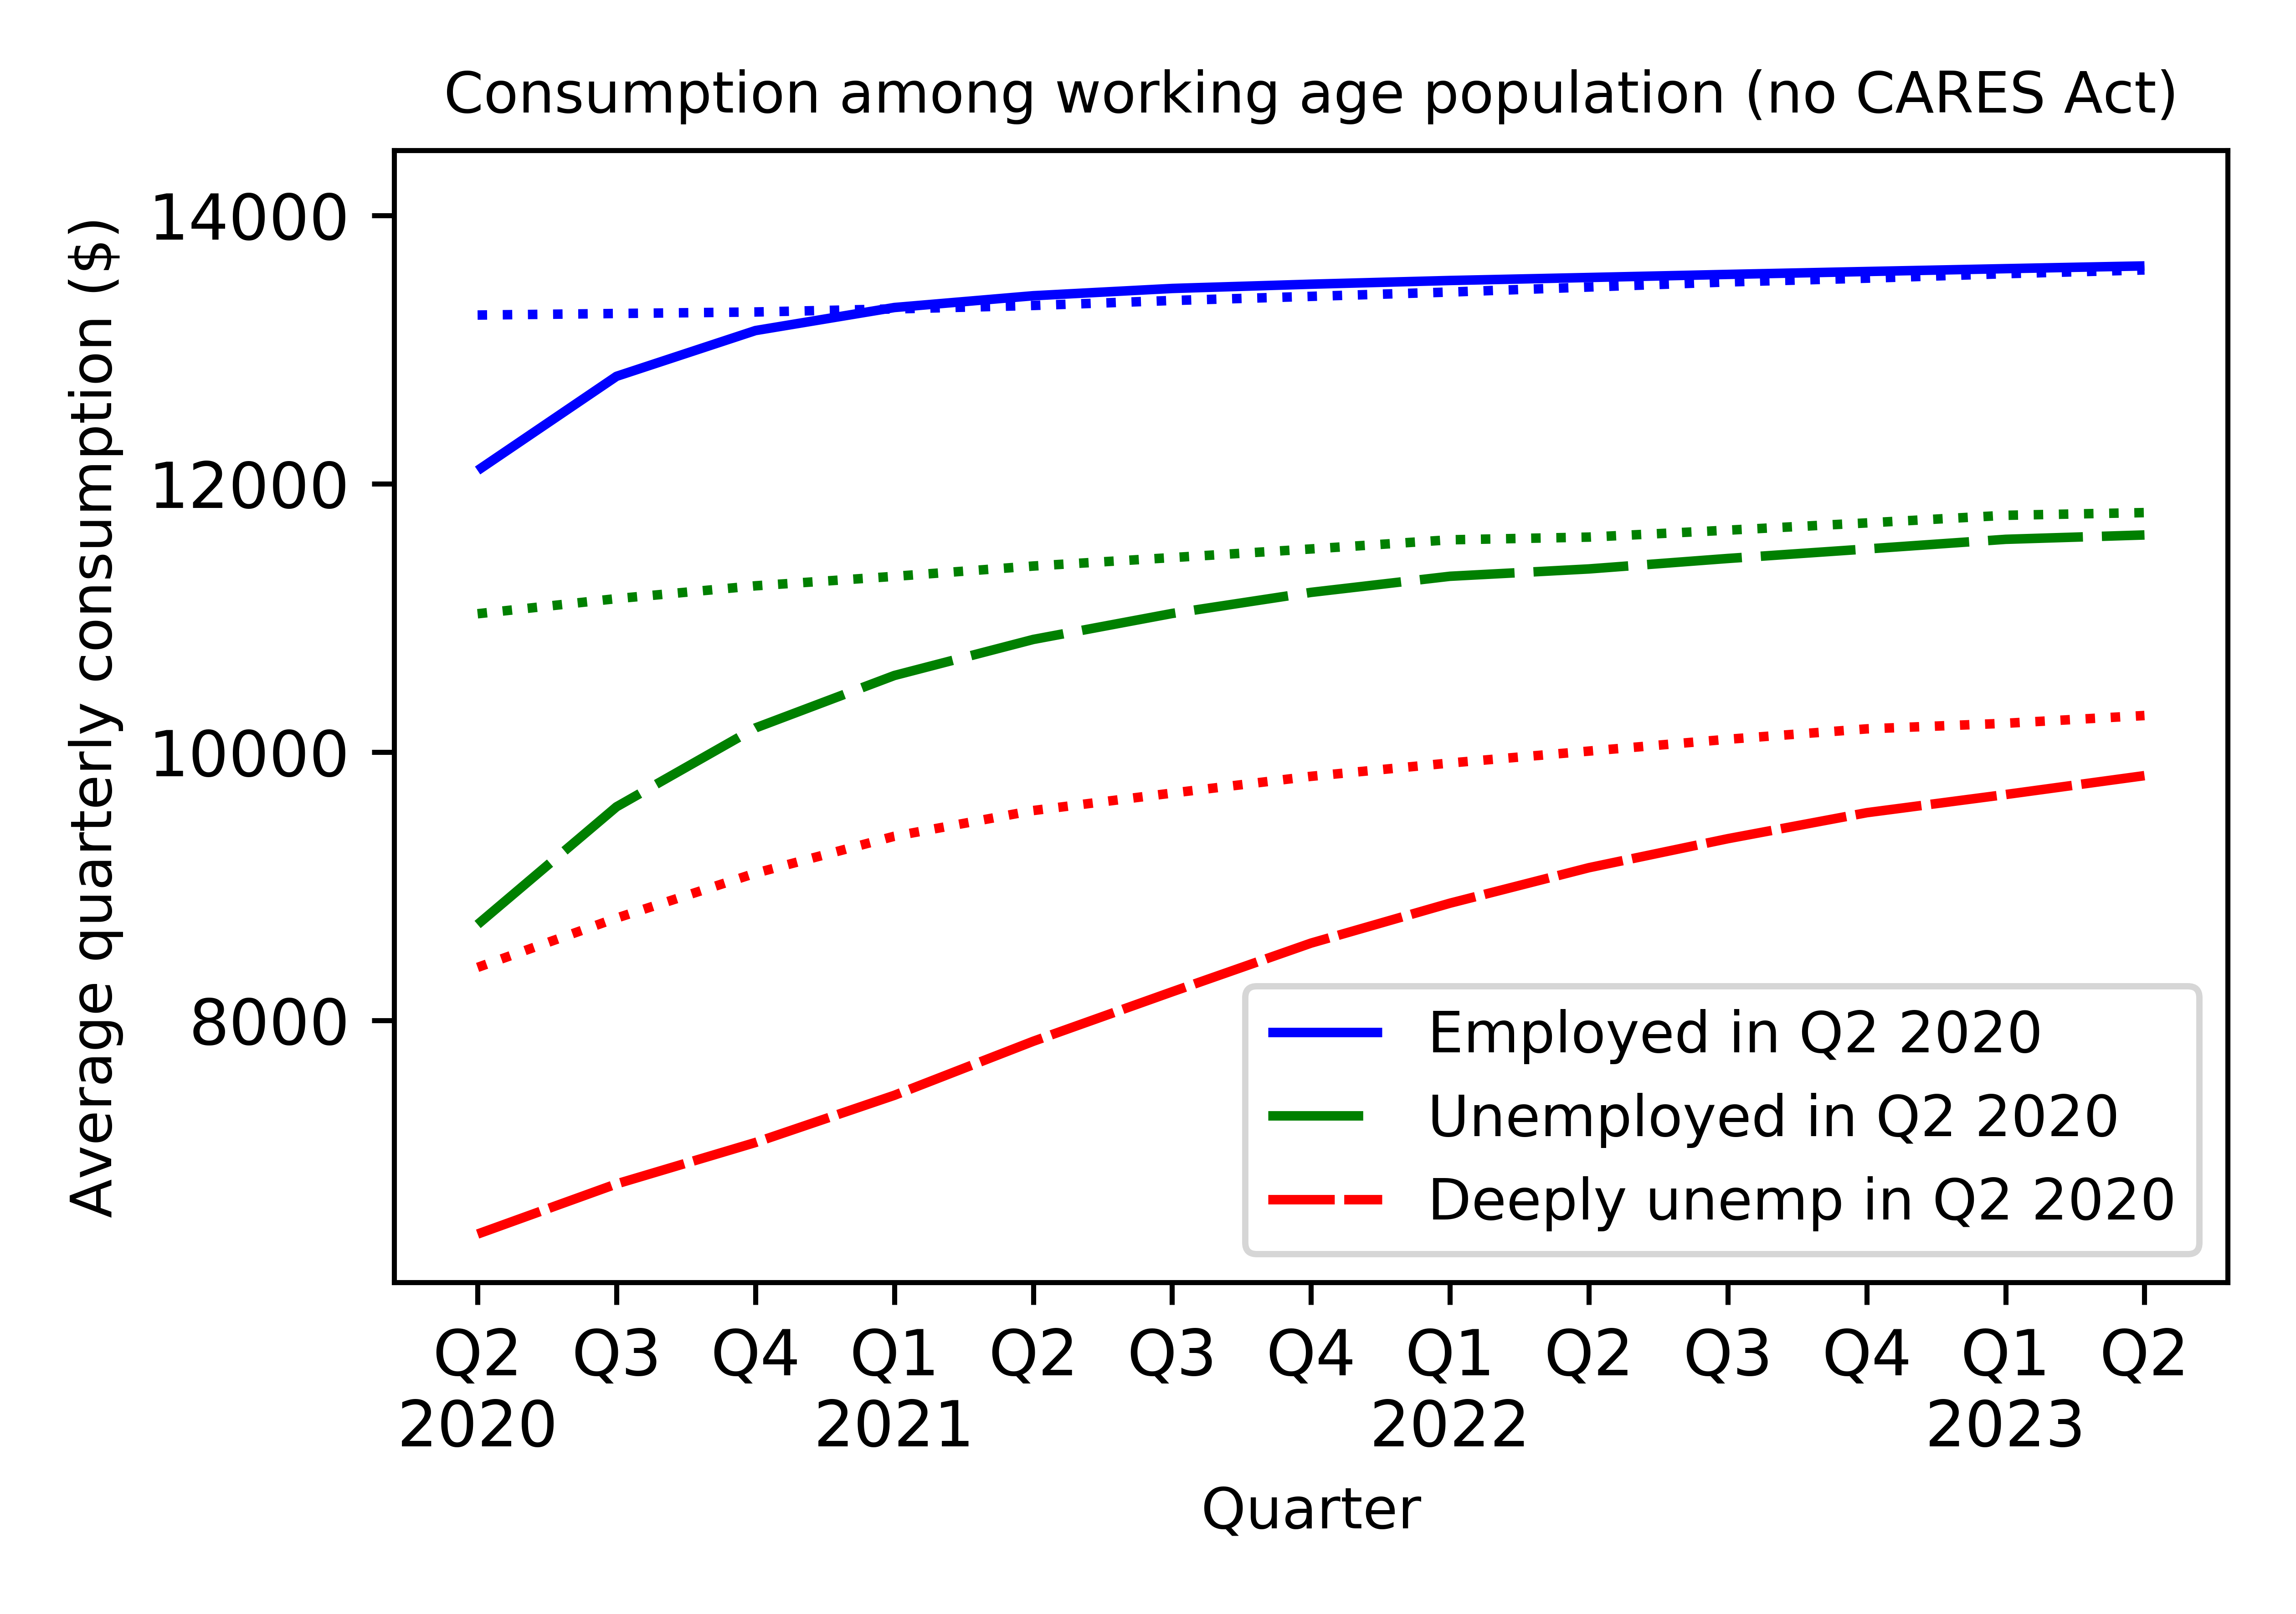 Consumption among working age population (no CARES Act)
Average quarterly consumption ($)
14000
12000
10000
8000
Employed in Q2 2020
Unemployed in Q2 2020
Deeply unemp in Q2 2020
Q2 Q3 Q4 Q1 Q2 Q3 Q4 Q1 Q2 Q3 Q4 Q1 Q2
2020 2021 2022 2023
Quarter